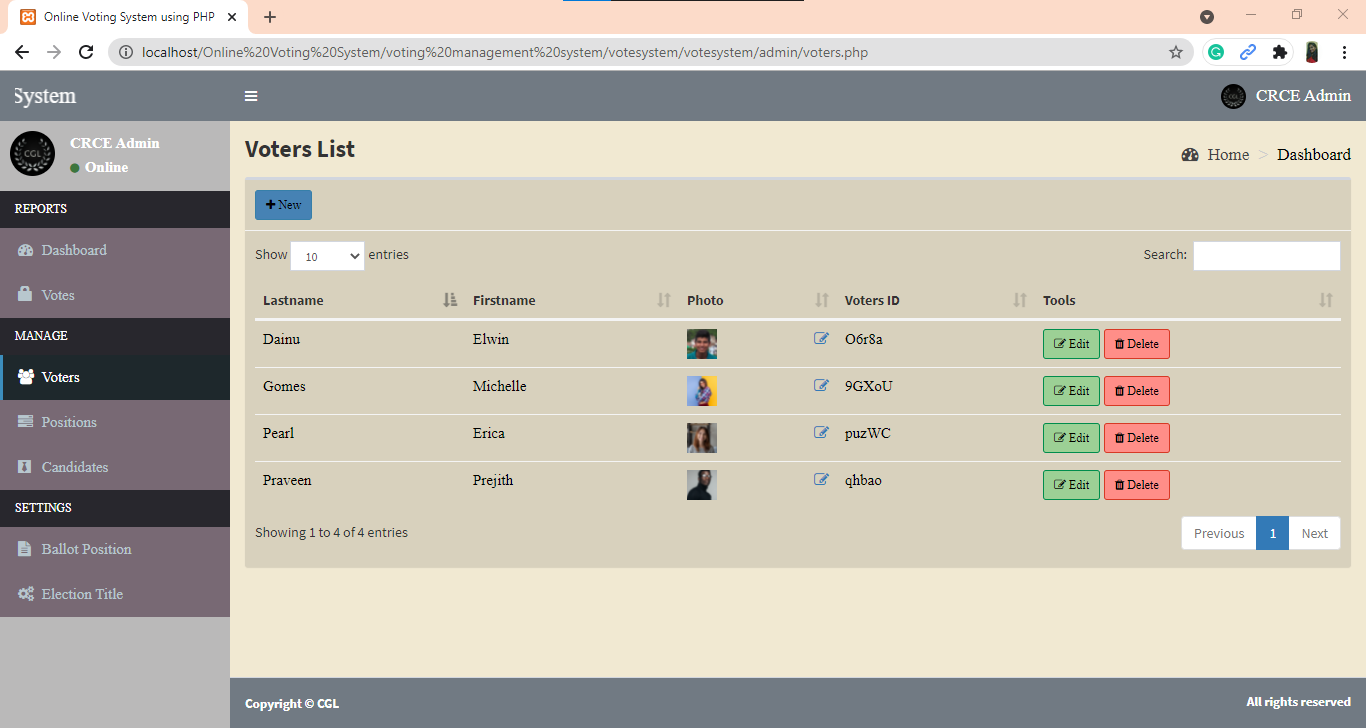 Online Voting System using PHP
localhost/Online%20Voting%20System/voting%20management%20system/votesystem/votesystem/admin/voters.php
System
CRCE Admin
CGL
CRCE Admin
Online
REPORTS
Dashboard
Votes
MANAGE
Voters
Positions
Candidates
SETTINGS
Ballot Position
Election Title
Voters List
Home > Dashboard
New
Show 10 entries Search:
Lastname Firstname Photo Voters ID Tools
Dainu Elwin O6r8a Edit Delete
Gomes Michelle 9GXoU Edit Delete
Pearl Erica puzWC Edit Delete
Praveen Prejith qhbao Edit Delete
Showing 1 to 4 of 4 entries Previous 1 Next
Copyright © CGL All rights reserved